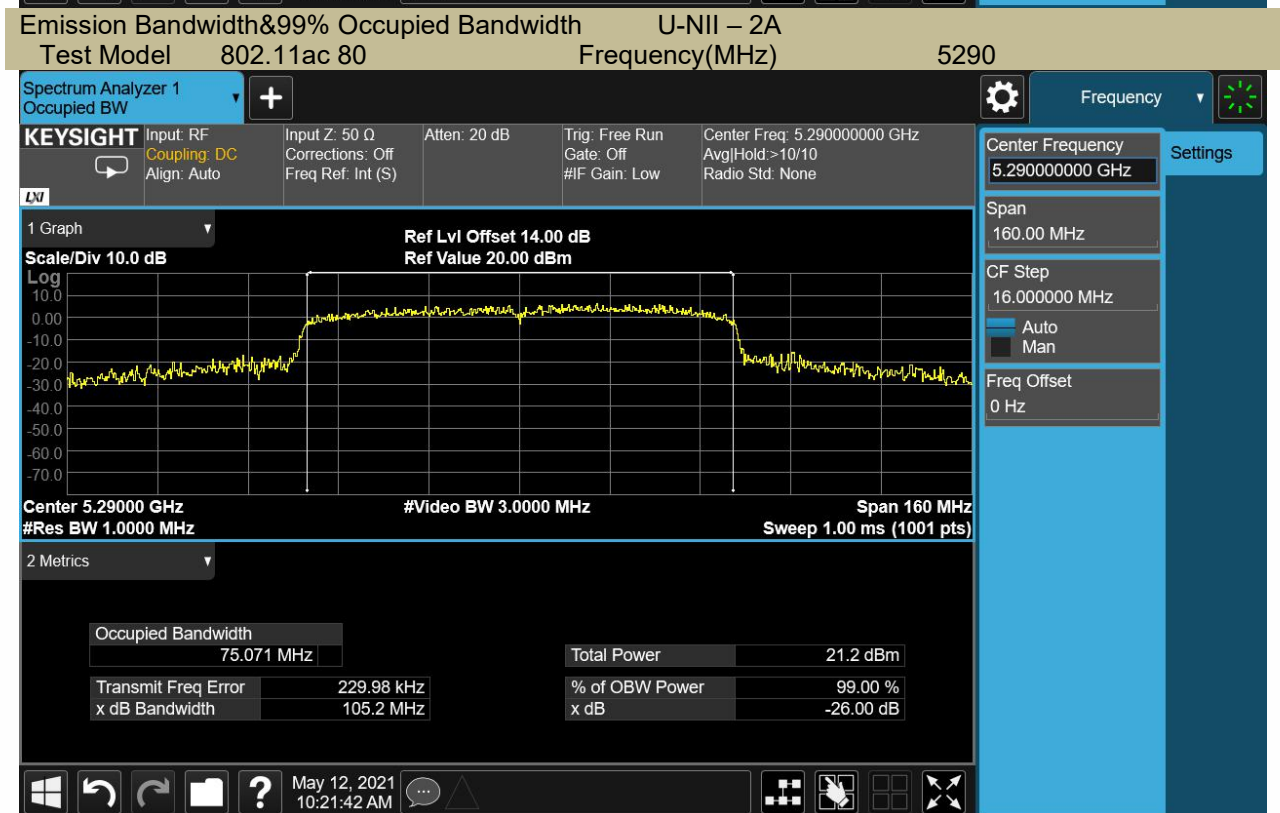 Emission Bandwidth&99% Occupied Bandwidth U-NII – 2A
Test Model 802.11ac 80 Frequency(MHz) 5290
Spectrum Analyzer 1
Occupied BW
+
Frequency
KEYSIGHT
LXI
Input: RF
Coupling: DC
Align: Auto
Input Z: 50 Ω
Corrections: Off
Freq Ref: Int (S)
Atten: 20 dB
Trig: Free Run
Gate: Off
#IF Gain: Low
Center Freq: 5.290000000 GHz
Avg|Hold:>10/10
Radio Std: None
Center Frequency
5.290000000 GHz
Settings
Span
160.00 MHz
CF Step
16.000000 MHz
Auto
Man
Freq Offset
0 Hz
1 Graph
Scale/Div 10.0 dB
Ref Lvl Offset 14.00 dB
Ref Value 20.00 dBm
Log
10.0
0.00
-10.0
-20.0
-30.0
-40.0
-50.0
-60.0
-70.0
Center 5.29000 GHz #Video BW 3.0000 MHz Span 160 MHz
#Res BW 1.0000 MHz Sweep 1.00 ms (1001 pts)
2 Metrics
Occupied Bandwidth
75.071 MHz
Total Power 21.2 dBm
Transmit Freq Error 229.98 kHz
% of OBW Power 99.00 %
x dB Bandwidth 105.2 MHz
x dB -26.00 dB
?
May 12, 2021
10:21:42 AM